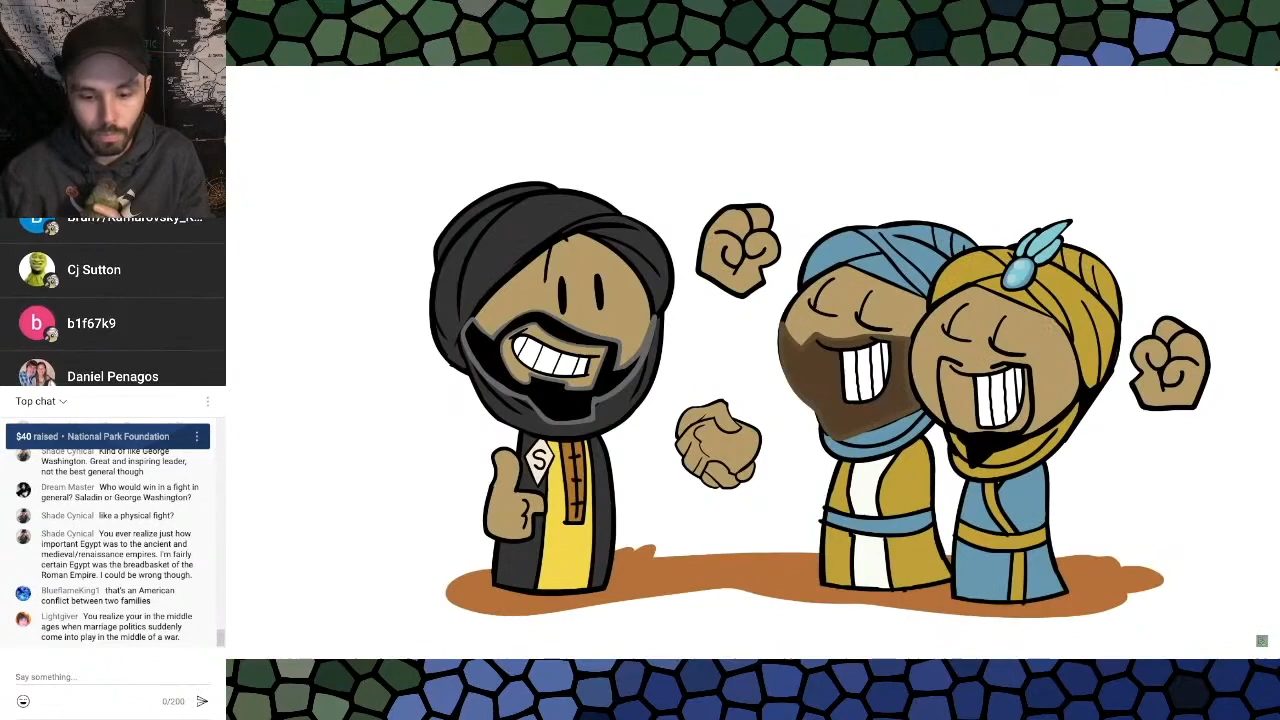 Cj Sutton
b1f67k9
Daniel Penagos
Top chat
$40 raised • National Park Foundation
Shade Cynical Kind of like George
Washington. Great and inspiring leader,
not the best general though
Dream Master Who would win in a fight in
general? Saladin or George Washington?
Shade Cynical like a physical fight?
Shade Cynical You ever realize just how
important Egypt was to the ancient and
medieval/renaissance empires. I'm fairly
certain Egypt was the breadbasket of the
Roman Empire. I could be wrong though.
BlueflameKing1 that's an American
conflict between two families
Lightgiver You realize your in the middle
ages when marriage politics suddenly
come into play in the middle of a war.
Say something...
0/200
S